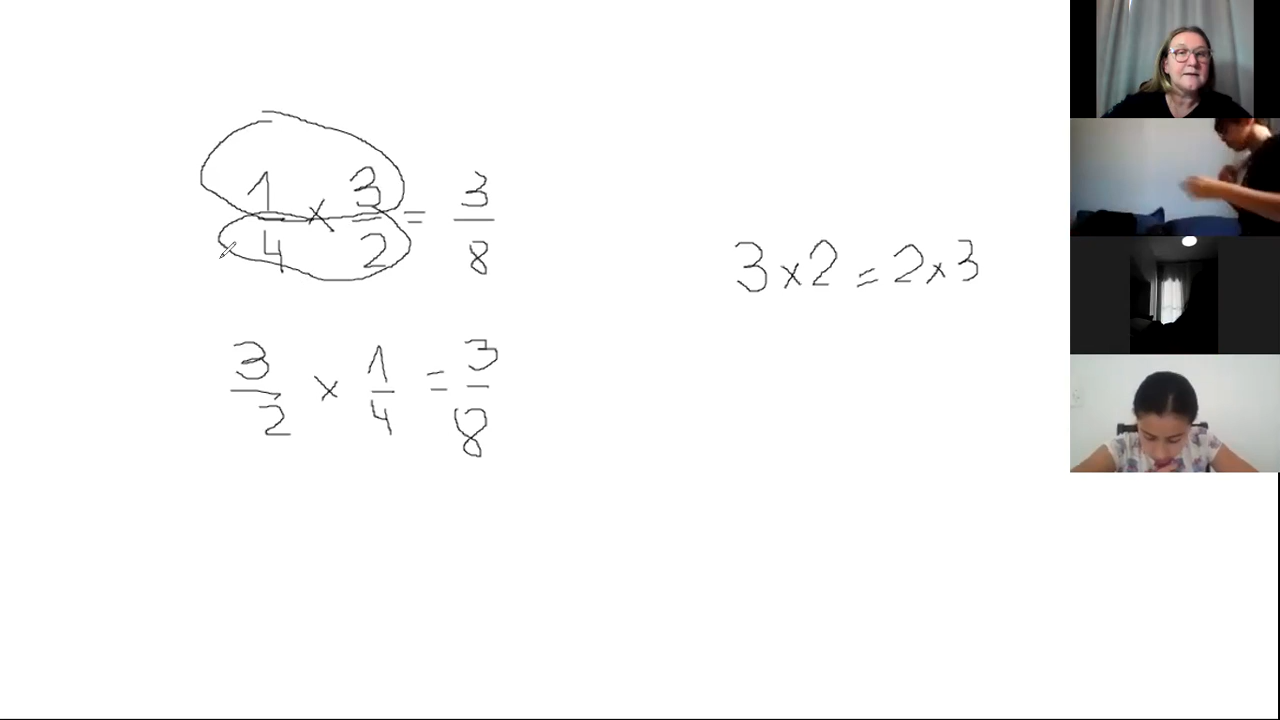 1/4 × 3/2 = 3/8
3 × 2 = 2 × 3
3/2 × 1/4 = 3/8